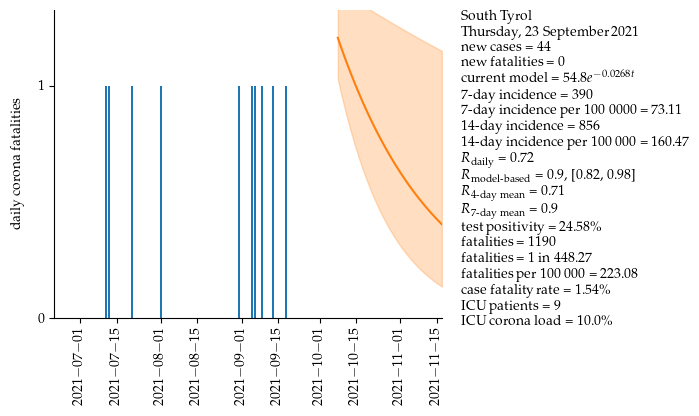 South Tyrol
Thursday, 23 September 2021
new cases = 44
new fatalities = 0
current model = 54.8e^{−0.0268t}
7-day incidence = 390
7-day incidence per 100 0000 = 73.11
14-day incidence = 856
14-day incidence per 100 000 = 160.47
R_daily = 0.72
R_model-based = 0.9, [0.82, 0.98]
R_4-day mean = 0.71
R_7-day mean = 0.9
test positivity = 24.58%
fatalities = 1190
fatalities = 1 in 448.27
fatalities per 100 000 = 223.08
case fatality rate = 1.54%
ICU patients = 9
ICU corona load = 10.0%
daily corona fatalities
1
0
2021−07−01
2021−07−15
2021−08−01
2021−08−15
2021−09−01
2021−09−15
2021−10−01
2021−10−15
2021−11−01
2021−11−15